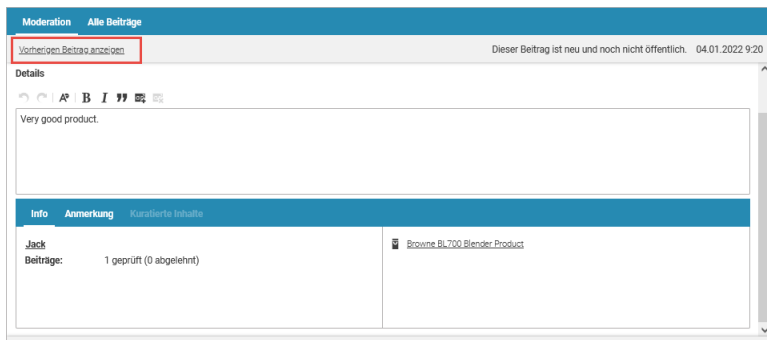 Moderation Alle Beiträge
Vorherigen Beitrag anzeigen Dieser Beitrag ist neu und noch nicht öffentlich. 04.01.2022 9:20
Details
Very good product.
Info Anmerkung Kuratierte Inhalte
Jack Browne BL700 Blender Product
Beiträge: 1 geprüft (0 abgelehnt)